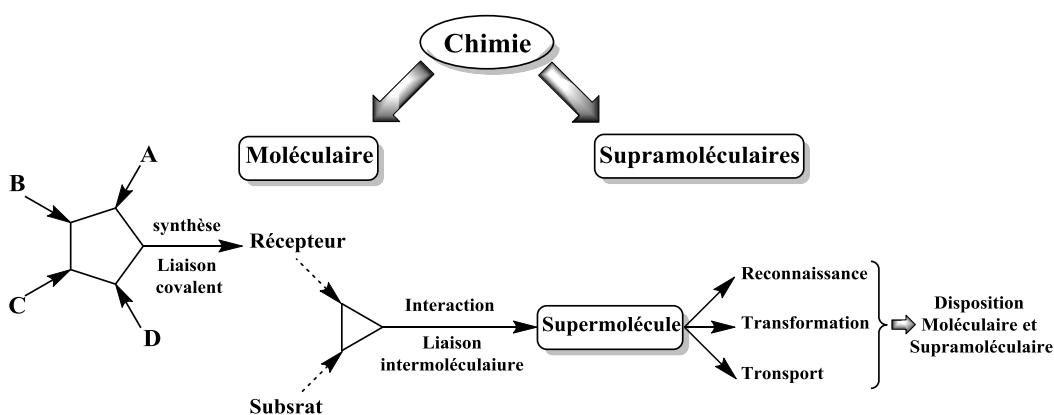 Chimie
Moléculaire
Supramoléculaires
A
B
C
D
synthèse
Liaison
covalent
Récepteur
Subsrat
Interaction
Liaison
intermoléculaiure
Supermolécule
Reconnaissance
Transformation
Tronsport
Disposition
Moléculaire et
Supramoléculaire